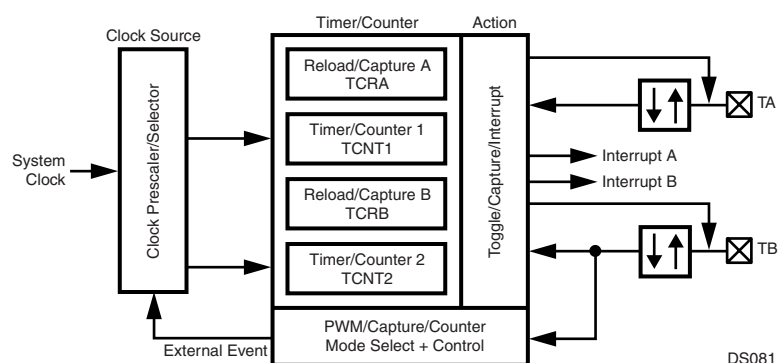 Timer/Counter
Action
Clock Source
Reload/Capture A
TCRA
Timer/Counter 1
TCNT1
Reload/Capture B
TCRB
Timer/Counter 2
TCNT2
Clock Prescaler/Selector
Toggle/Capture/Interrupt
System
Clock
TA
Interrupt A
Interrupt B
TB
PWM/Capture/Counter
Mode Select + Control
External Event
DS081